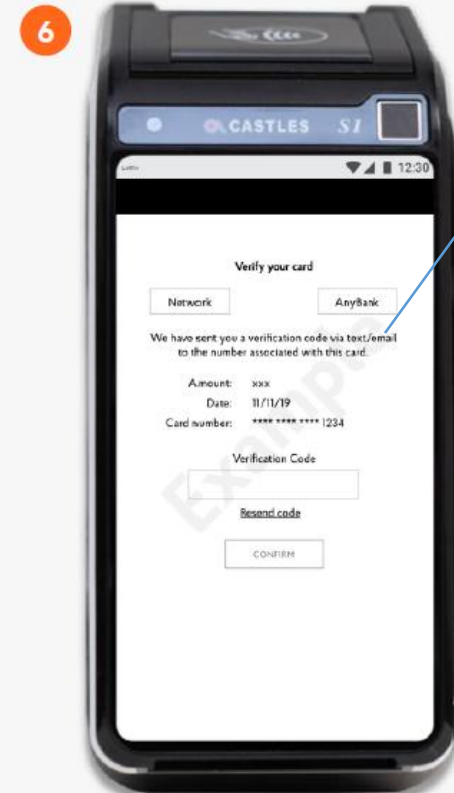 6
CASTLES S1
12:30
Verify your card
Network AnyBank
We have sent you a verification code via text/email
to the number associated with this card.
Amount: xxx
Date: 11/11/19
Card number: **** **** **** 1234
Verification Code
Resend code
CONFIRM
Example